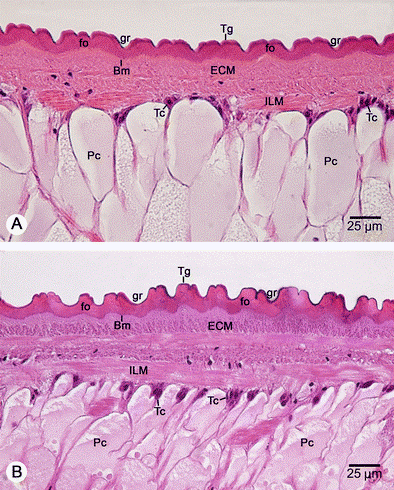 Tg
fo gr fo gr
Bm ECM
Tc ILM Tc
Pc Pc
A 25 µm
Tg
gr fo gr
fo
Bm ECM
ILM
Tc Tc
Pc Pc
B 25 µm